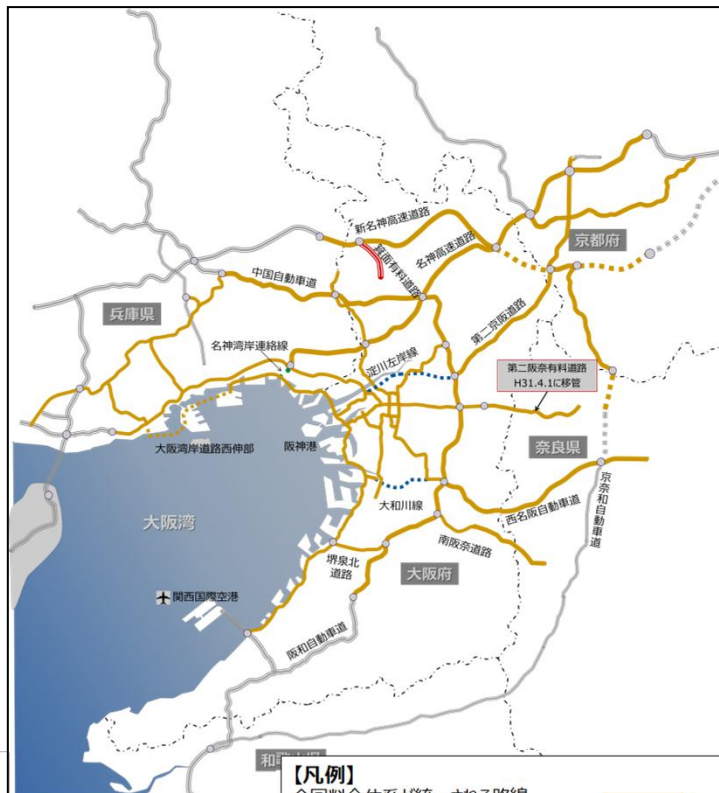 新名神高速道路
京都府
箕面有料道路
名神高速道路
中国自動車道
兵庫県
第二京阪道路
名神湾岸連絡線
淀川左岸線
第二阪奈有料道路
H31.4.1に移管
大阪湾岸道路西伸部
阪神港
奈良県
大和川線
西名阪自動車道
京奈和自動車道
大阪湾
南阪奈道路
堺泉北
道路
大阪府
関西国際空港
阪和自動車道
【凡例】